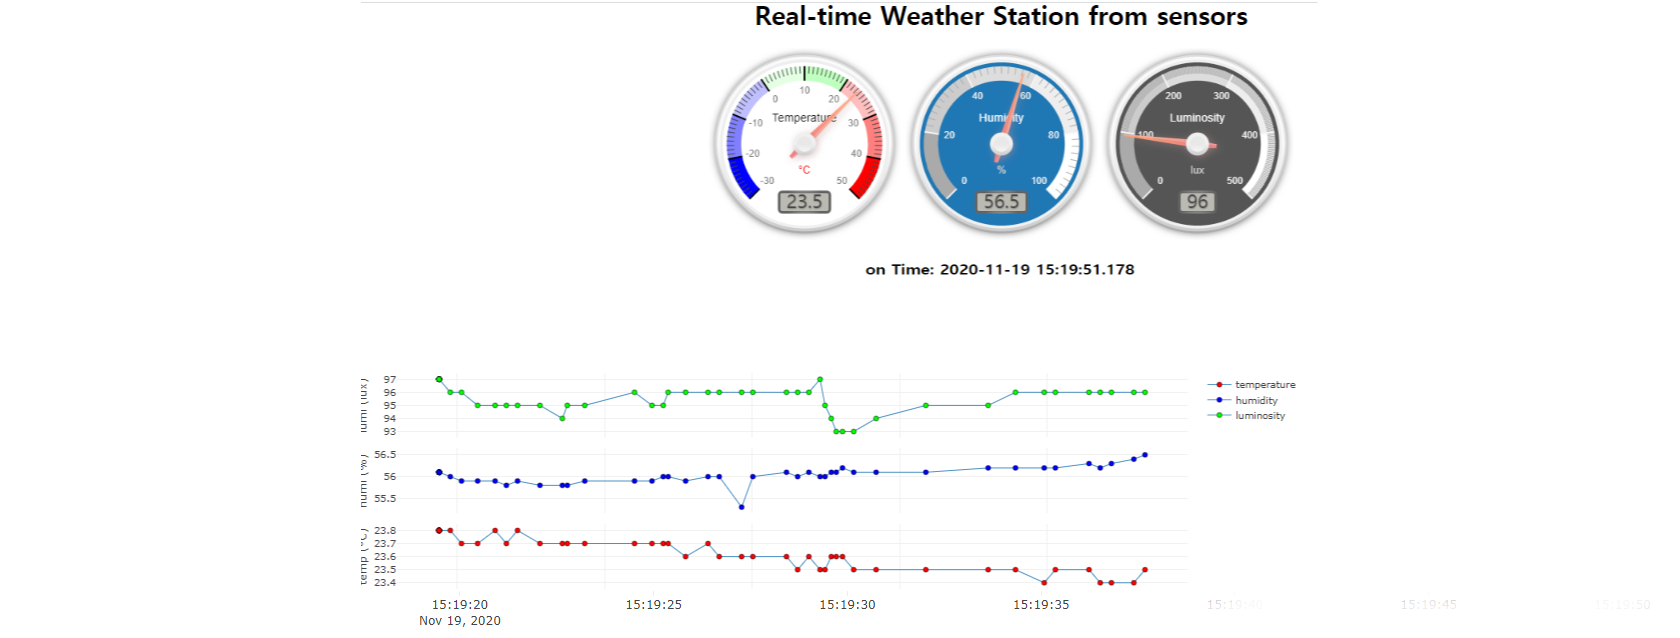 Real-time Weather Station from sensors
-30 -20 -10 0 10 20 30 40 50
Temperature
°C
23.5
0 20 40 60 80 100
Humidity
%
56.5
0 100 200 300 400 500
Luminosity
lux
96
on Time: 2020-11-19 15:19:51.178
lumi (lux)
97
96
95
94
93
humi (%)
56.5
56
55.5
temp (°C)
23.8
23.7
23.6
23.5
23.4
temperature
humidity
luminosity
15:19:20 15:19:25 15:19:30 15:19:35 15:19:40 15:19:45 15:19:50
Nov 19, 2020